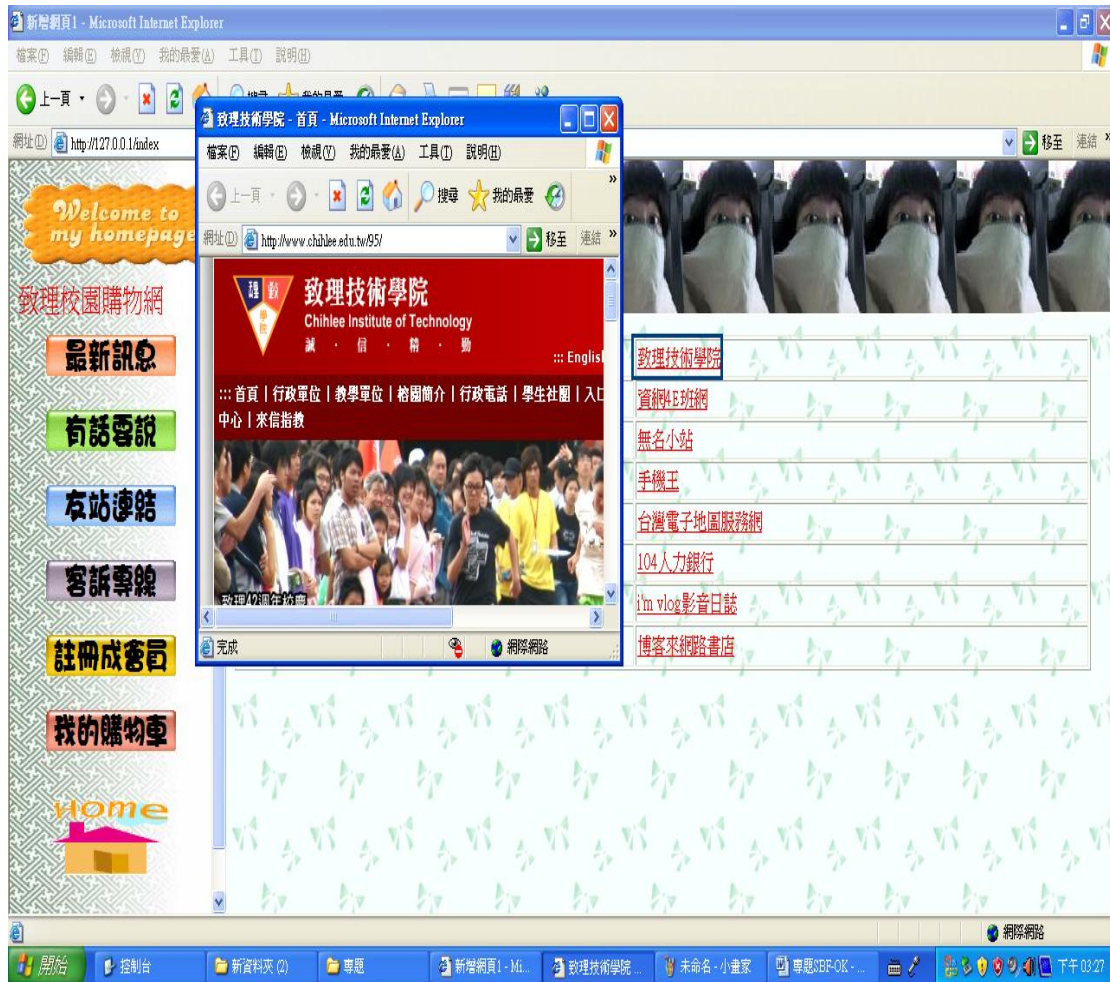 新增網頁1 - Microsoft Internet Explorer
檔案(F) 編輯(E) 檢視(V) 我的最愛(A) 工具(T) 說明(H)
上一頁
網址(D) http://127.0.0.1/index
移至 連結 »
致理技術學院 - 首頁 - Microsoft Internet Explorer
檔案(F) 編輯(E) 檢視(V) 我的最愛(A) 工具(T) 說明(H)
上一頁 搜尋 我的最愛 »
網址(D) http://www.chihlee.edu.tw/95/ 移至 連結 »
致理技術學院
Chihlee Institute of Technology
誠 · 信 · 精 · 勤
::: Englis
::: 首頁 | 行政單位 | 教學單位 | 榕園簡介 | 行政電話 | 學生社團 | 入口
中心 | 來信指教
致理42週年校慶
完成 網際網路
Welcome to
my homepage
致理校園購物網
最新訊息
有話要說
友站連結
客訴專線
註冊成會員
我的購物車
HOME
致理技術學院
資網4E班網
無名小站
手機王
台灣電子地圖服務網
104人力銀行
i'm vlog影音日誌
博客來網路書店
網際網路
開始 控制台 新資料夾 (2) 專題 新增網頁1 - Mi... 致理技術學院 ... 未命名 - 小畫家 專題SBF-OK - ... 下午 03:27